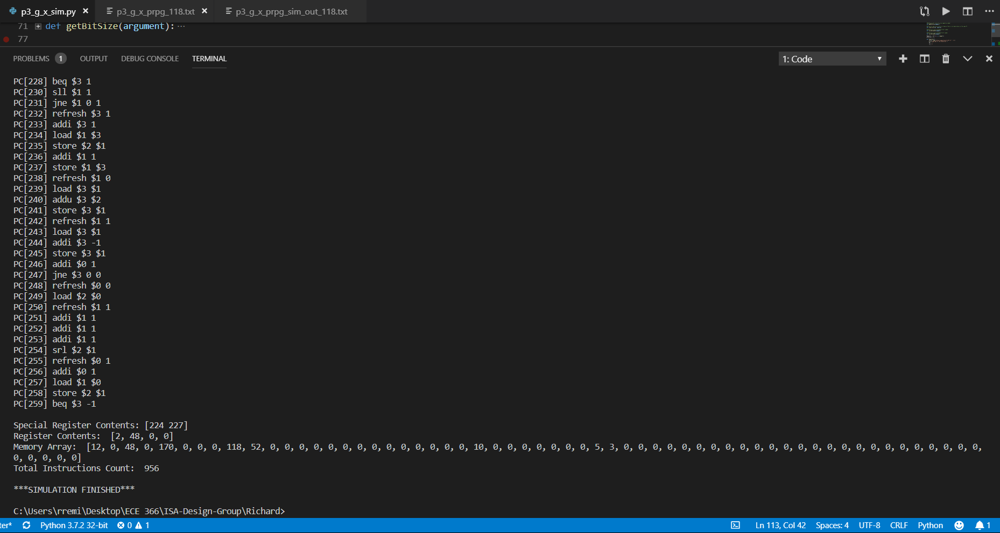 p3_g_x_sim.py × p3_g_x_prpg_118.txt × p3_g_x_prpg_sim_out_118.txt
71 def getBitSize(argument):···
77
PROBLEMS 1 OUTPUT DEBUG CONSOLE TERMINAL 1: Code
PC[228] beq $3 1
PC[230] sll $1 1
PC[231] jne $1 0 1
PC[232] refresh $3 1
PC[233] addi $3 1
PC[234] load $1 $3
PC[235] store $2 $1
PC[236] addi $1 1
PC[237] store $1 $3
PC[238] refresh $1 0
PC[239] load $3 $1
PC[240] addu $3 $2
PC[241] store $3 $1
PC[242] refresh $1 1
PC[243] load $3 $1
PC[244] addi $3 -1
PC[245] store $3 $1
PC[246] addi $0 1
PC[247] jne $3 0 0
PC[248] refresh $0 0
PC[249] load $2 $0
PC[250] refresh $1 1
PC[251] addi $1 1
PC[252] addi $1 1
PC[253] addi $1 1
PC[254] srl $2 $1
PC[255] refresh $0 1
PC[256] addi $0 1
PC[257] load $1 $0
PC[258] store $2 $1
PC[259] beq $3 -1
Special Register Contents: [224 227]
Register Contents:  [2, 48, 0, 0]
Memory Array:  [12, 0, 48, 0, 170, 0, 0, 0, 118, 52, 0, 0, 0, 0, 0, 0, 0, 0, 0, 0, 0, 0, 0, 0, 10, 0, 0, 0, 0, 0, 0, 0, 5, 3, 0, 0, 0, 0, 0, 0, 0, 0, 0, 0, 0, 0, 0, 0, 0, 0, 0, 0, 0, 0, 0, 0, 0, 0, 0,
0, 0, 0, 0, 0]
Total Instructions Count:  956
***SIMULATION FINISHED***
C:\Users\rremi\Desktop\ECE 366\ISA-Design-Group\Richard>
ter* Python 3.7.2 32-bit 0 1 Ln 113, Col 42 Spaces: 4 UTF-8 CRLF Python 1